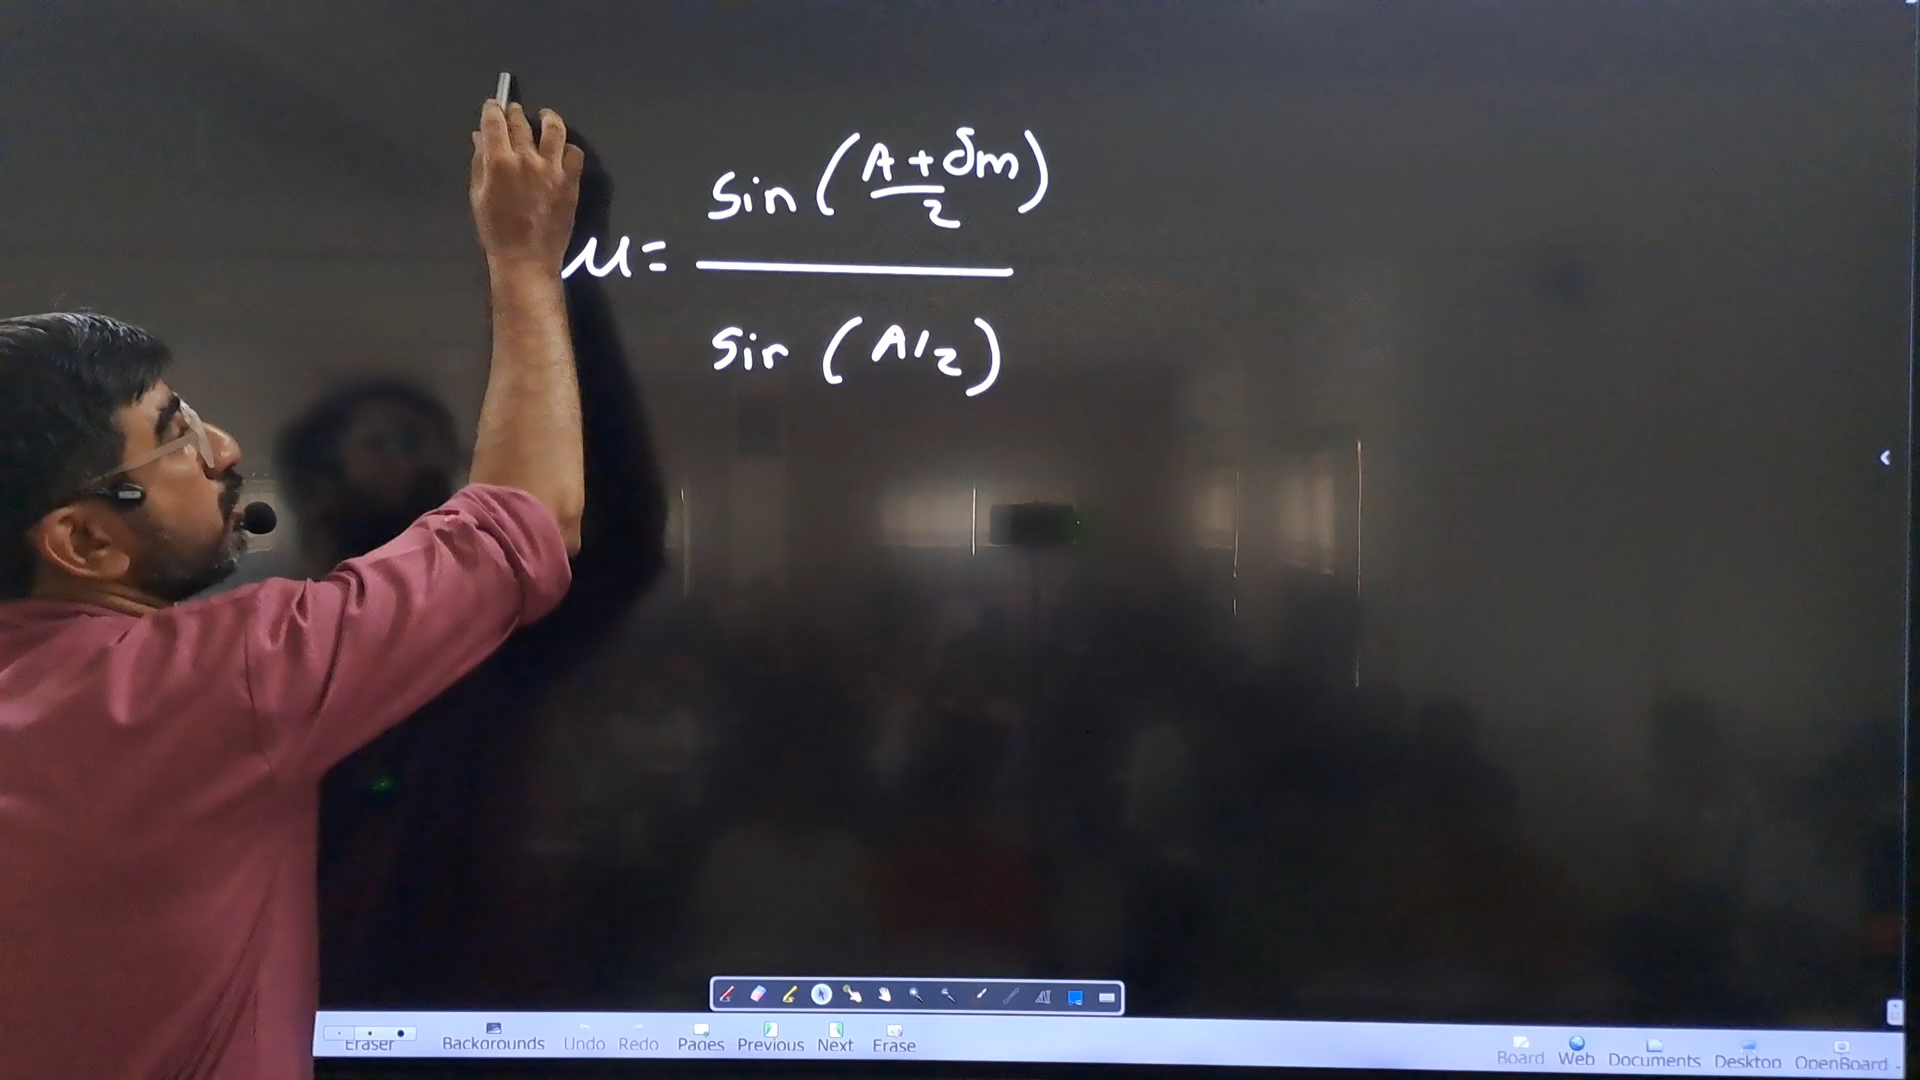 sin (A + δm / 2)
μ =
sin (A/2)
Eraser Backgrounds Undo Redo Pages Previous Next Erase Board Web Documents Desktop OpenBoard